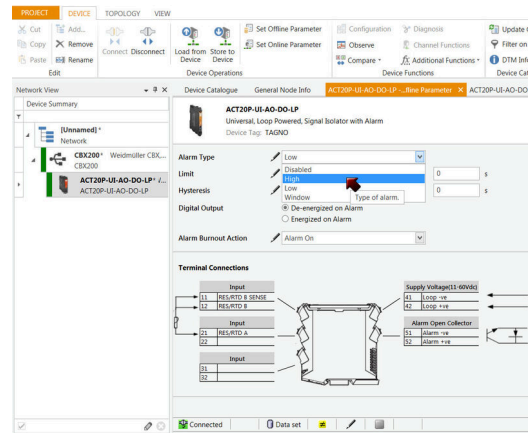 PROJECT DEVICE TOPOLOGY VIEW
Cut Add...
Copy Remove
Paste Rename
Connect Disconnect
Load from Device
Store to Device
Set Offline Parameter
Set Online Parameter
Configuration
Observe
Compare
Diagnosis
Channel Functions
Additional Functions
Update C
Filter on
DTM Info
Edit Device Operations Device Functions Device Cat
Network View Device Catalogue General Node Info ACT20P-UI-AO-DO-LP -...fline Parameter ACT20P-UI-AO-DO
Device Summary
[Unnamed]*
Network
CBX200* Weidmüller CBX...
CBX200
ACT20P-UI-AO-DO-LP* /...
ACT20P-UI-AO-DO-LP
ACT20P-UI-AO-DO-LP
Universal, Loop Powered, Signal Isolator with Alarm
Device Tag: TAGNO
Alarm Type Low
Disabled
High
Low
Window
Type of alarm.
Limit 0 s
Hysteresis 0 s
Digital Output De-energized on Alarm
Energized on Alarm
Alarm Burnout Action Alarm On
Terminal Connections
Input
11 RES/RTD B SENSE
12 RES/RTD B
Input
21 RES/RTD A
22
Input
31
32
Supply Voltage(11-60Vdc)
41 Loop -ve
42 Loop +ve
Alarm Open Collector
51 Alarm -ve
52 Alarm +ve
Connected Data set